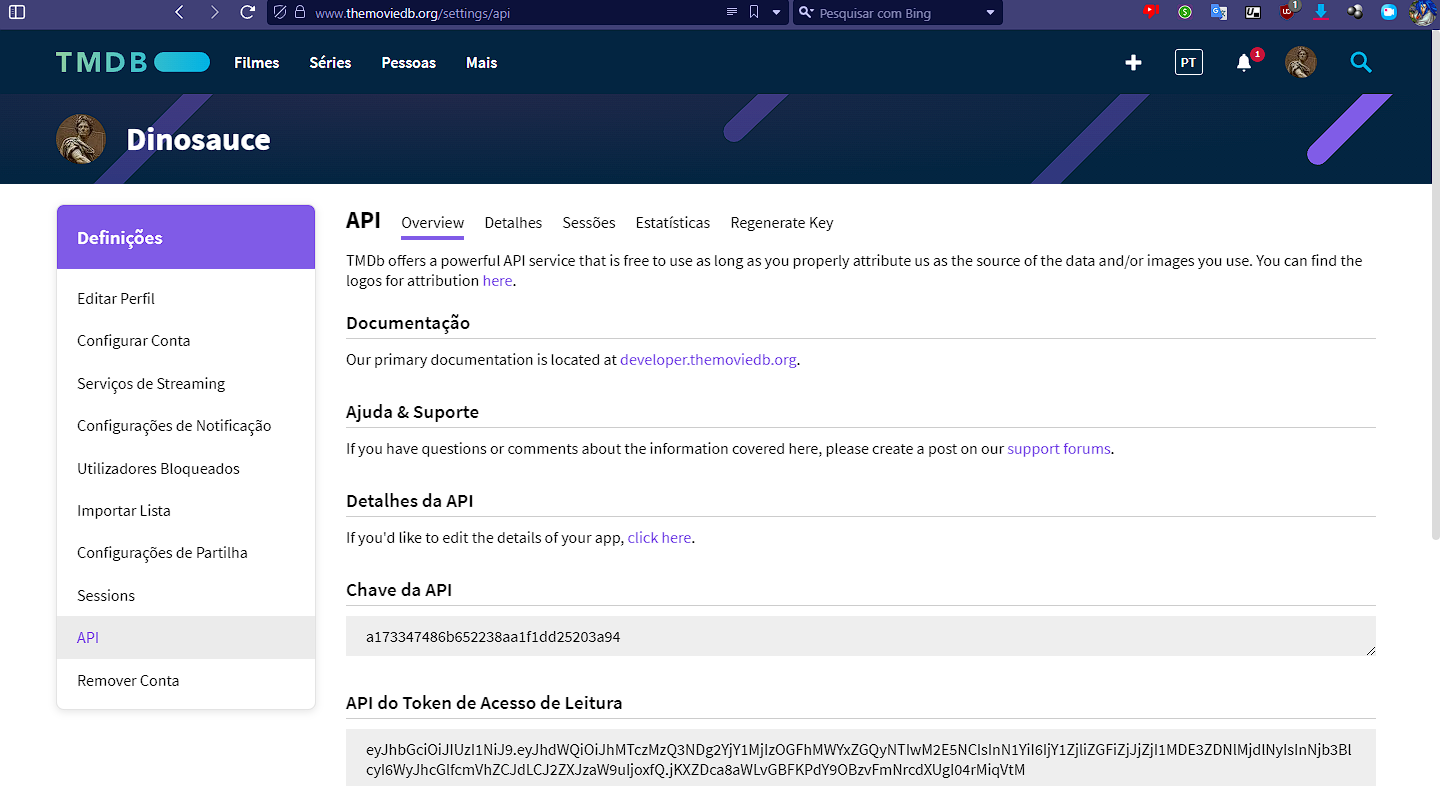 www.themoviedb.org/settings/api
Pesquisar com Bing
1
TMDB
Filmes
Séries
Pessoas
Mais
PT
1
Dinosauce
Definições
Editar Perfil
Configurar Conta
Serviços de Streaming
Configurações de Notificação
Utilizadores Bloqueados
Importar Lista
Configurações de Partilha
Sessions
API
Remover Conta
API Overview Detalhes Sessões Estatísticas Regenerate Key
TMDb offers a powerful API service that is free to use as long as you properly attribute us as the source of the data and/or images you use. You can find the
logos for attribution here.
Documentação
Our primary documentation is located at developer.themoviedb.org.
Ajuda & Suporte
If you have questions or comments about the information covered here, please create a post on our support forums.
Detalhes da API
If you'd like to edit the details of your app, click here.
Chave da API
a173347486b652238aa1f1dd25203a94
API do Token de Acesso de Leitura